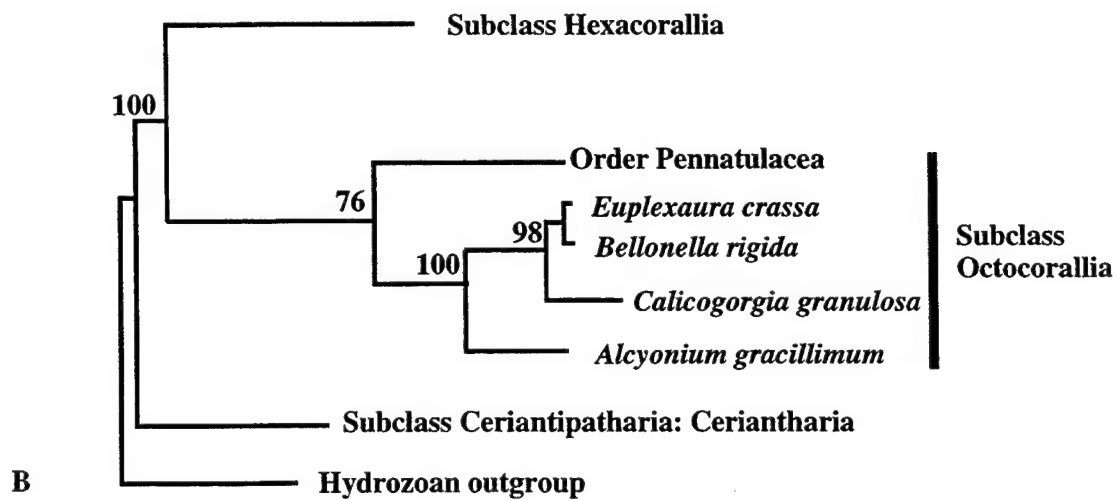 Subclass Hexacorallia
100
Order Pennatulacea
76
Euplexaura crassa
98
Bellonella rigida
Subclass
Octocorallia
100
Calicogorgia granulosa
Alcyonium gracillimum
Subclass Ceriantipatharia: Ceriantharia
B
Hydrozoan outgroup